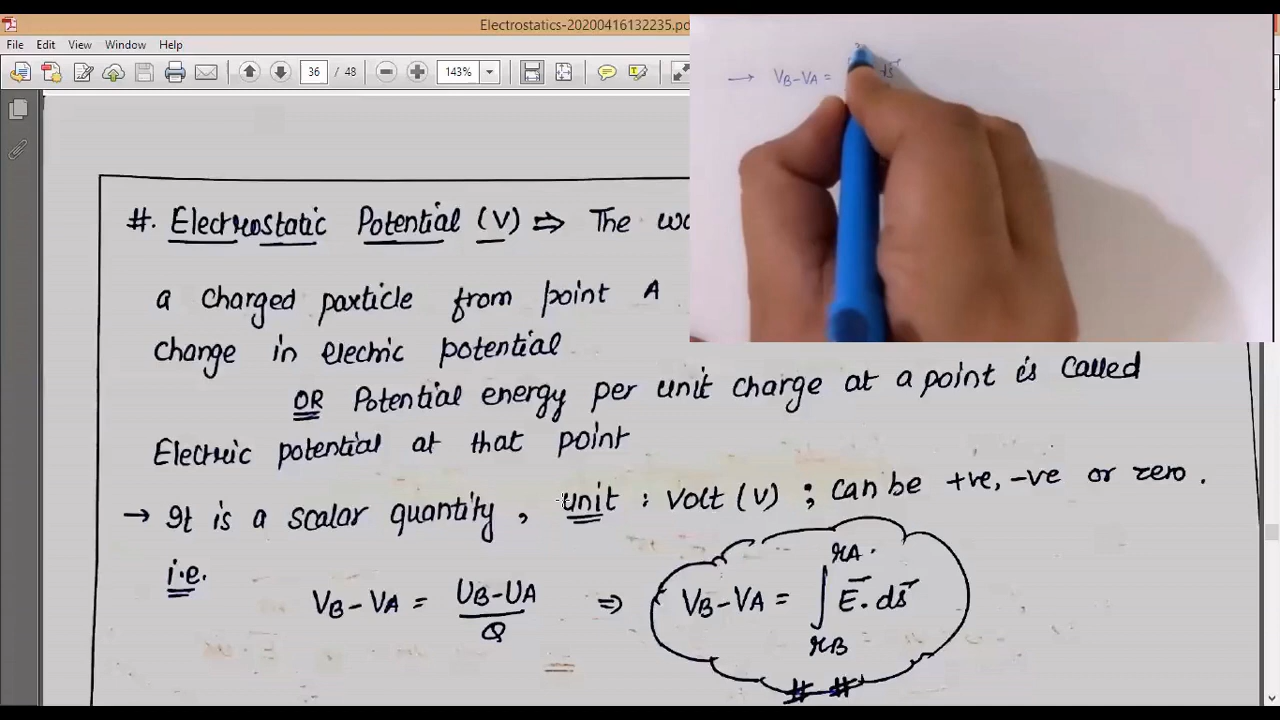 Electrostatics-20200416132235.pd
File Edit View Window Help
36 / 48 143%
→ VB-VA = ds⃗
#. Electrostatic Potential (V) ⇒ The
a charged particle from point A
change in electric potential
OR Potential energy per unit charge at a point is called
Electric potential at that point
→ It is a scalar quantity, unit : Volt (V) ; can be +ve, -ve or zero.
i.e.
VB-VA = UB-UA / Q ⇒ VB-VA = ∫ rA rB E⃗. ds⃗
# #